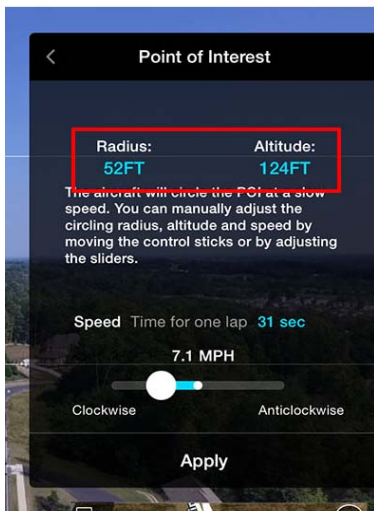 Point of Interest
Radius: Altitude:
52FT 124FT
The aircraft will circle the POI at a slow
speed. You can manually adjust the
circling radius, altitude and speed by
moving the control sticks or by adjusting
the sliders.
Speed Time for one lap 31 sec
7.1 MPH
Clockwise Anticlockwise
Apply